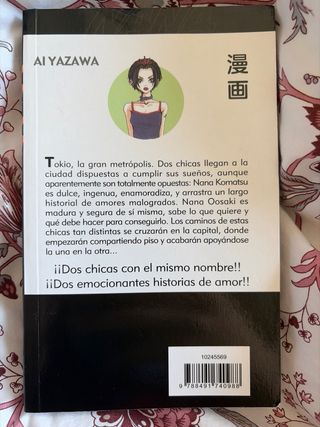 AI YAZAWA
漫画
Tokio, la gran metrópolis. Dos chicas llegan a la
ciudad dispuestas a cumplir sus sueños, aunque
aparentemente son totalmente opuestas: Nana Komatsu
es dulce, ingenua, enamoradiza, y arrastra un largo
historial de amores malogrados. Nana Oosaki es
madura y segura de sí misma, sabe lo que quiere y
qué debe hacer para conseguirlo. Los caminos de estas
chicas tan distintas se cruzarán en la capital, donde
empezarán compartiendo piso y acabarán apoyándose
la una en la otra...
¡¡Dos chicas con el mismo nombre!!
¡¡Dos emocionantes historias de amor!!
10245569
9 788491 740988